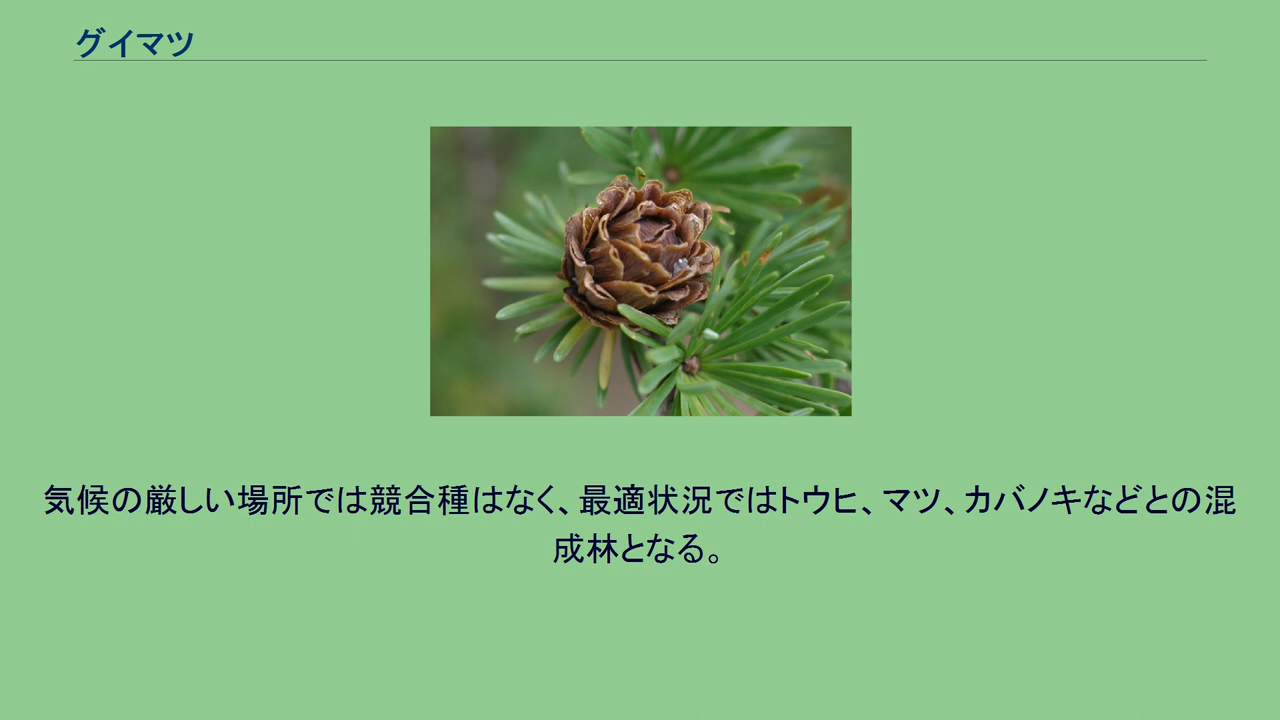 グイマツ
気候の厳しい場所では競合種はなく、最適状況ではトウヒ、マツ、カバノキなどとの混
成林となる。